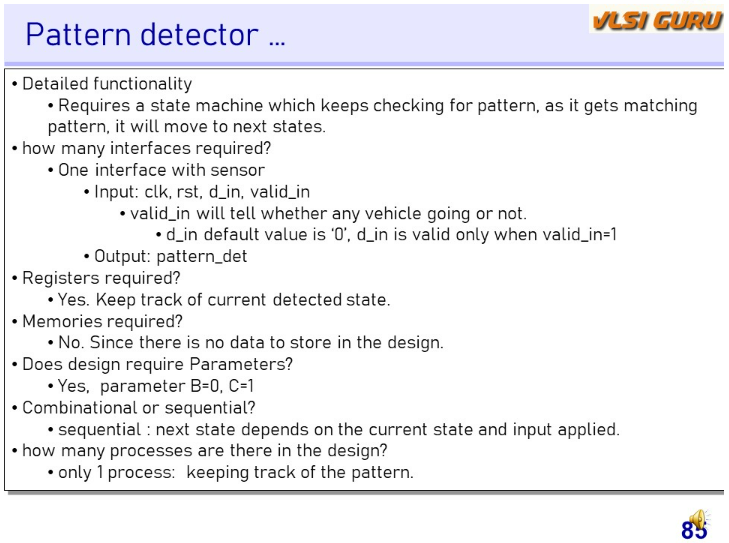 Pattern detector ...
VLSI GURU
• Detailed functionality
• Requires a state machine which keeps checking for pattern, as it gets matching
pattern, it will move to next states.
• how many interfaces required?
• One interface with sensor
• Input: clk, rst, d_in, valid_in
• valid_in will tell whether any vehicle going or not.
• d_in default value is ‘0’, d_in is valid only when valid_in=1
• Output: pattern_det
• Registers required?
• Yes. Keep track of current detected state.
• Memories required?
• No. Since there is no data to store in the design.
• Does design require Parameters?
• Yes, parameter B=0, C=1
• Combinational or sequential?
• sequential : next state depends on the current state and input applied.
• how many processes are there in the design?
• only 1 process: keeping track of the pattern.
85